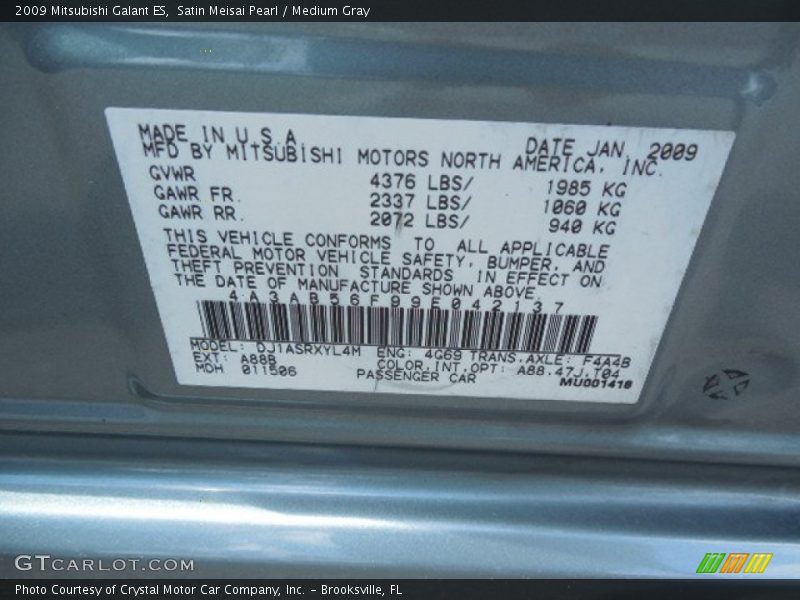 2009 Mitsubishi Galant ES, Satin Meisai Pearl / Medium Gray
MADE IN U S A DATE JAN, 2009
MFD BY MITSUBISHI MOTORS NORTH AMERICA, INC.
GVWR 4376 LBS/ 1985 KG
GAWR FR. 2337 LBS/ 1060 KG
GAWR RR. 2072 LBS/ 940 KG
THIS VEHICLE CONFORMS TO ALL APPLICABLE
FEDERAL MOTOR VEHICLE SAFETY, BUMPER, AND
THEFT PREVENTION STANDARDS IN EFFECT ON
THE DATE OF MANUFACTURE SHOWN ABOVE
4A3AB56F99E042137
MODEL: DJ1ASRXYL4M ENG: 4G69 TRANS.AXLE: F4A4B
EXT: A88B COLOR.INT.OPT: A88.47J.T04
MDH 011506 PASSENGER CAR MU001410
GTCARLOT.COM
Photo Courtesy of Crystal Motor Car Company, Inc. – Brooksville, FL